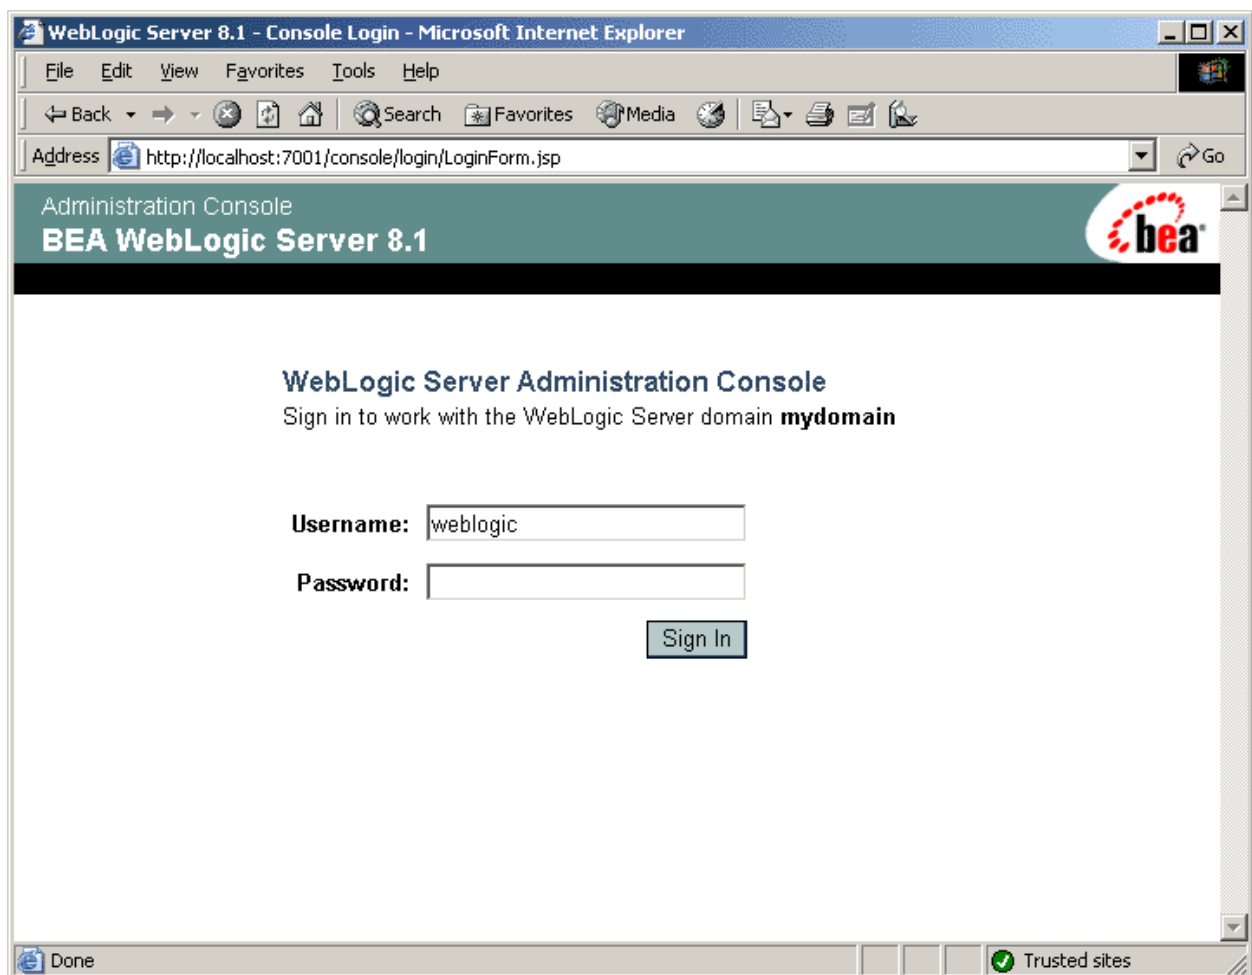 WebLogic Server 8.1 - Console Login - Microsoft Internet Explorer
File Edit View Favorites Tools Help
Back Search Favorites Media
Address http://localhost:7001/console/login/LoginForm.jsp Go
Administration Console
BEA WebLogic Server 8.1
bea
WebLogic Server Administration Console
Sign in to work with the WebLogic Server domain mydomain
Username: weblogic
Password:
Sign In
Done Trusted sites